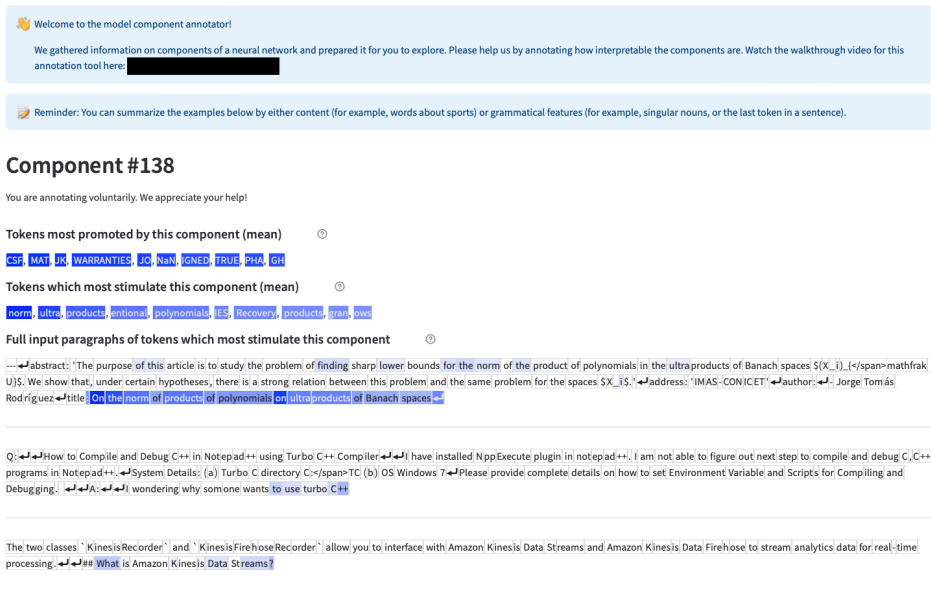 👋 Welcome to the model component annotator!
We gathered information on components of a neural network and prepared it for you to explore. Please help us by annotating how interpretable the components are. Watch the walkthrough video for this
annotation tool here:
📝 Reminder: You can summarize the examples below by either content (for example, words about sports) or grammatical features (for example, singular nouns, or the last token in a sentence).
Component #138
You are annotating voluntarily. We appreciate your help!
Tokens most promoted by this component (mean)
CSF, MAT, JK, WARRANTIES, JO, NaN, IGNED, TRUE, PHA, GH
Tokens which most stimulate this component (mean)
norm, ultra, products, entional, polynomials, IES, Recovery, products, gran, ows
Full input paragraphs of tokens which most stimulate this component
---↵abstract: 'The purpose of this article is to study the problem of finding sharp lower bounds for the norm of the product of polynomials in the ultraproducts of Banach spaces $(X_i)_{</span>mathfrak
U}$. We show that, under certain hypotheses, there is a strong relation between this problem and the same problem for the spaces $X_i$.'↵address: 'IMAS-CONICET'↵author:↵- Jorge Tomás
Rodríguez↵title: On the norm of products of polynomials on ultraproducts of Banach spaces↵
Q:↵↵How to Compile and Debug C++ in Notepad++ using Turbo C++ Compiler↵↵I have installed NppExecute plugin in notepad++. I am not able to figure out next step to compile and debug C,C++
programs in Notepad++.↵System Details: (a) Turbo C directory C:</span>TC (b) OS Windows 7↵Please provide complete details on how to set Environment Variable and Scripts for Compiling and
Debugging. ↵↵A:↵↵I wondering why somone wants to use turbo C++
The two classes `KinesisRecorder` and `KinesisFirehoseRecorder` allow you to interface with Amazon Kinesis Data Streams and Amazon Kinesis Data Firehose to stream analytics data for real-time
processing.↵↵## What is Amazon Kinesis Data Streams?